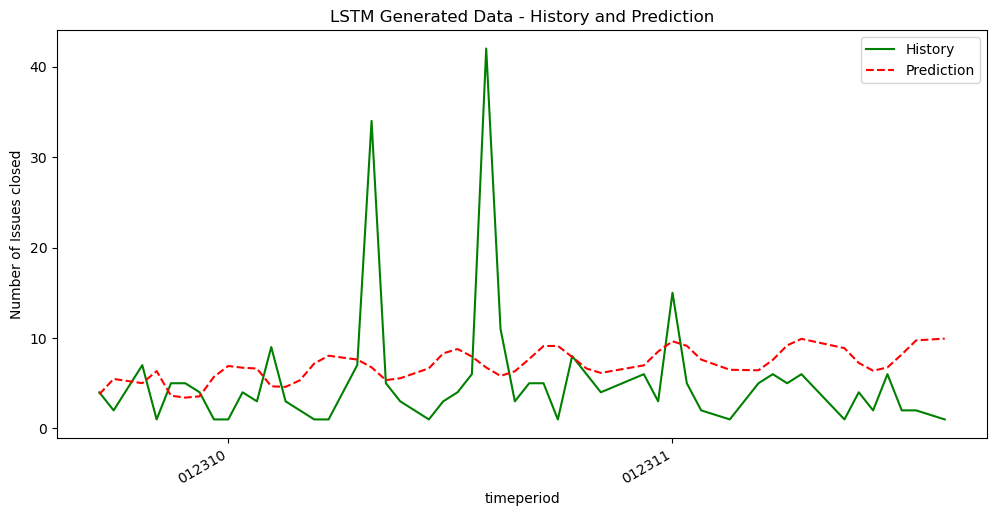 LSTM Generated Data - History and Prediction
History
Prediction
Number of Issues closed
40
30
20
10
0
012310
012311
timeperiod